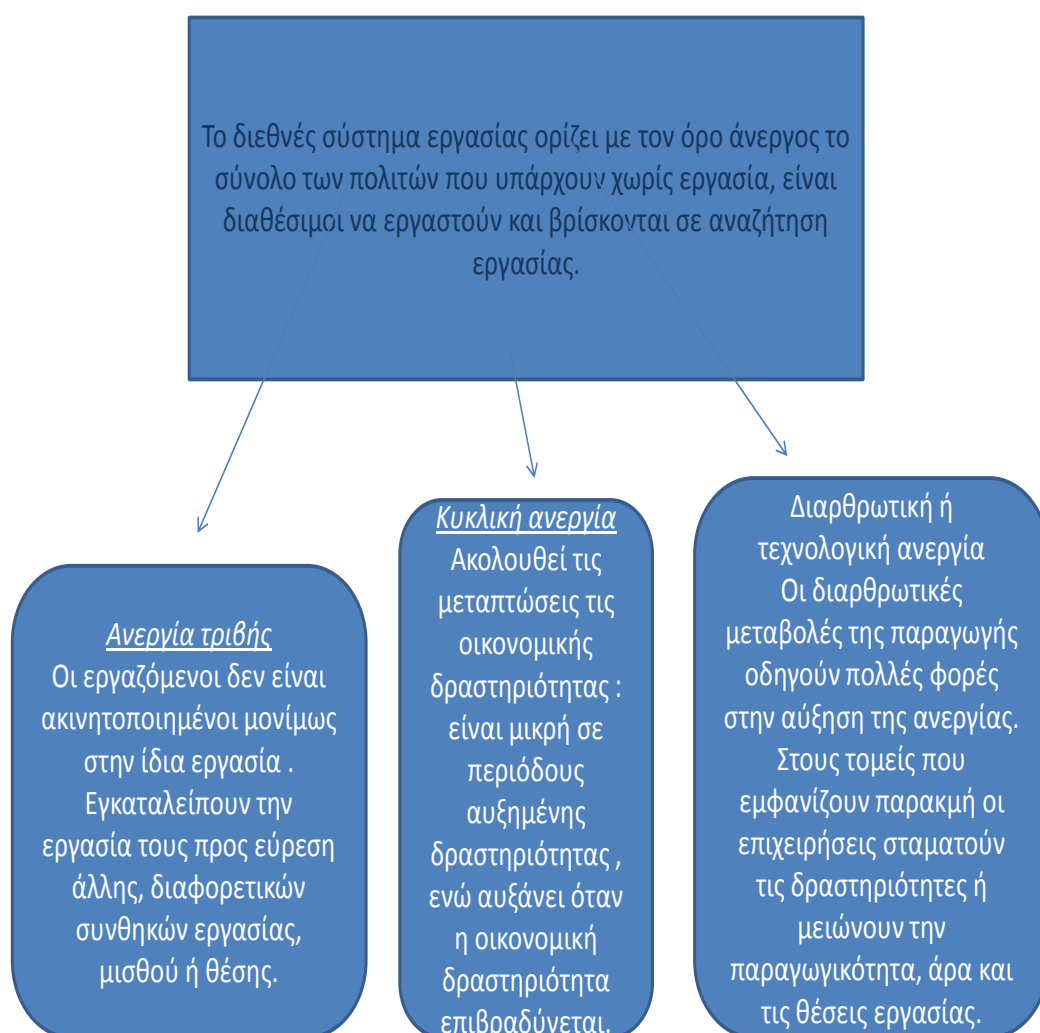 Το διεθνές σύστημα εργασίας ορίζει με τον όρο άνεργος το
σύνολο των πολιτών που υπάρχουν χωρίς εργασία, είναι
διαθέσιμοι να εργαστούν και βρίσκονται σε αναζήτηση
εργασίας.
Ανεργία τριβής
Οι εργαζόμενοι δεν είναι
ακινητοποιημένοι μονίμως
στην ίδια εργασία .
Εγκαταλείπουν την
εργασία τους προς εύρεση
άλλης, διαφορετικών
συνθηκών εργασίας,
μισθού ή θέσης.
Κυκλική ανεργία
Ακολουθεί τις
μεταπτώσεις τις
οικονομικής
δραστηριότητας :
είναι μικρή σε
περιόδους
αυξημένης
δραστηριότητας ,
ενώ αυξάνει όταν
η οικονομική
δραστηριότητα
επιβραδύνεται.
Διαρθρωτική ή
τεχνολογική ανεργία
Οι διαρθρωτικές
μεταβολές της παραγωγής
οδηγούν πολλές φορές
στην αύξηση της ανεργίας.
Στους τομείς που
εμφανίζουν παρακμή οι
επιχειρήσεις σταματούν
τις δραστηριότητες ή
μειώνουν την
παραγωγικότητα, άρα και
τις θέσεις εργασίας.